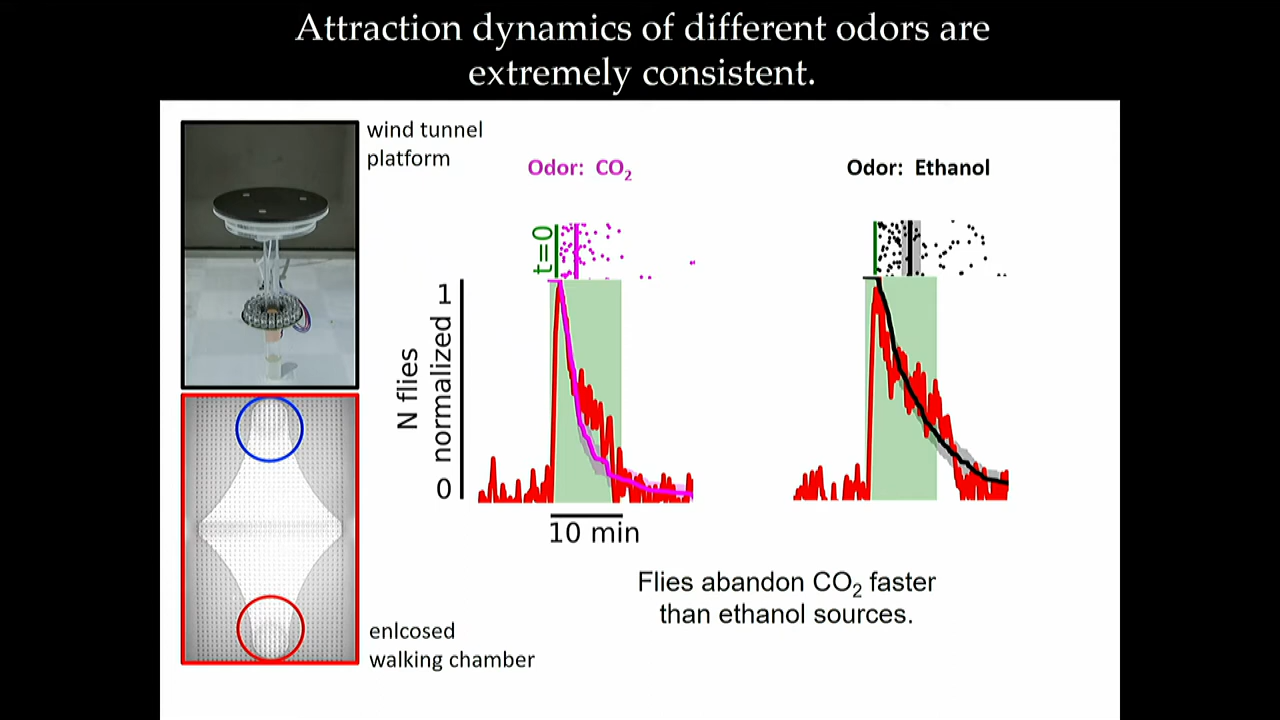 Attraction dynamics of different odors are
extremely consistent.
wind tunnel
platform
Odor: CO₂
Odor: Ethanol
t=0
1
N flies
normalized
0
10 min
Flies abandon CO₂ faster
than ethanol sources.
enlcosed
walking chamber